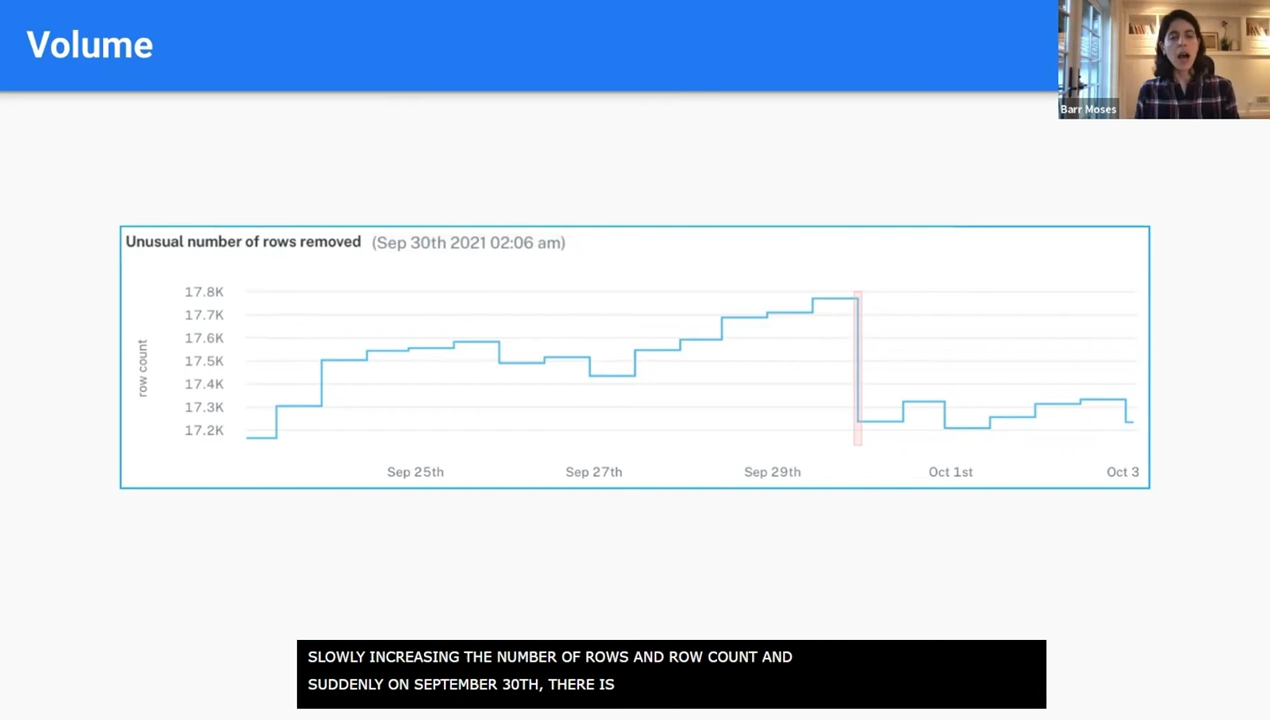 Volume
Barr Moses
Unusual number of rows removed (Sep 30th 2021 02:06 am)
17.8K
17.7K
17.6K
17.5K
17.4K
17.3K
17.2K
row count
Sep 25th Sep 27th Sep 29th Oct 1st Oct 3
SLOWLY INCREASING THE NUMBER OF ROWS AND ROW COUNT AND
SUDDENLY ON SEPTEMBER 30TH, THERE IS